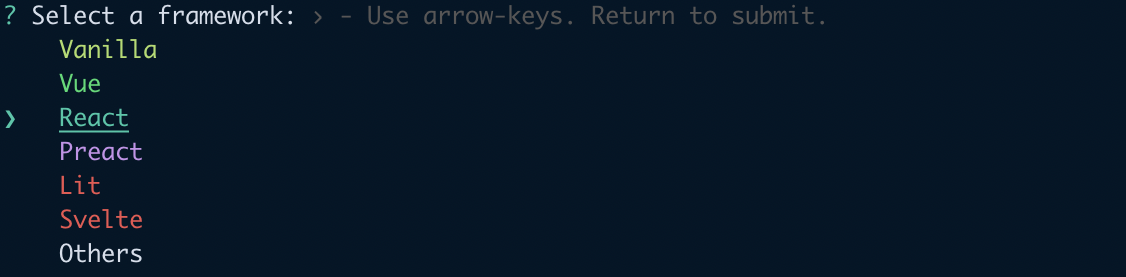 ? Select a framework: › - Use arrow-keys. Return to submit.
Vanilla
Vue
❯ React
Preact
Lit
Svelte
Others